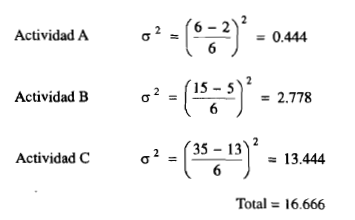 Actividad A σ² = ((6 − 2)/6)² = 0.444
Actividad B σ² = ((15 − 5)/6)² = 2.778
Actividad C σ² = ((35 − 13)/6)² = 13.444
Total = 16.666